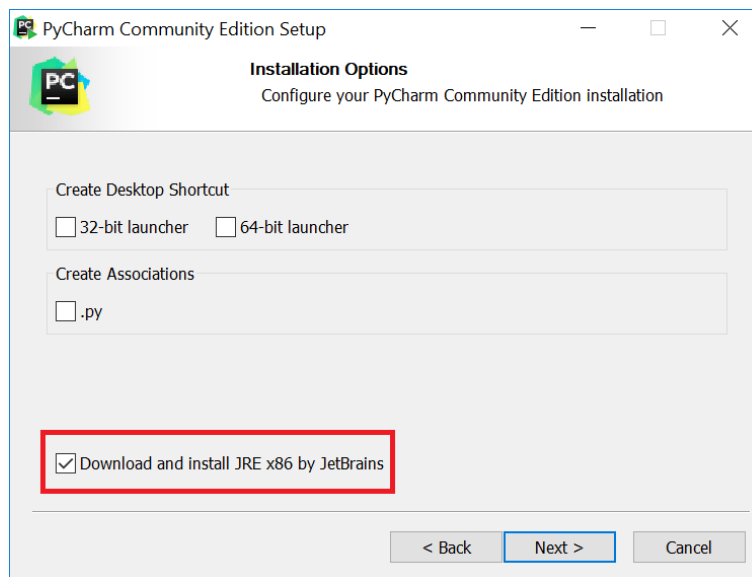 PC PyCharm Community Edition Setup
PC
Installation Options
Configure your PyCharm Community Edition installation
Create Desktop Shortcut
32-bit launcher 64-bit launcher
Create Associations
.py
Download and install JRE x86 by JetBrains
< Back Next > Cancel